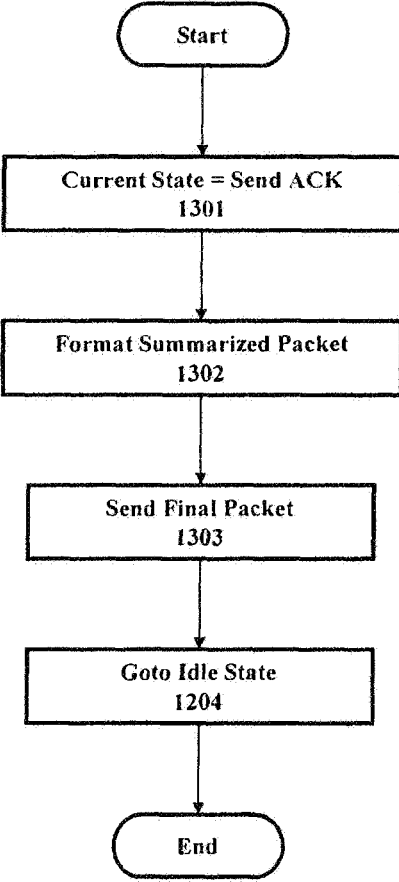 Start
Current State = Send ACK
1301
Format Summarized Packet
1302
Send Final Packet
1303
Goto Idle State
1204
End